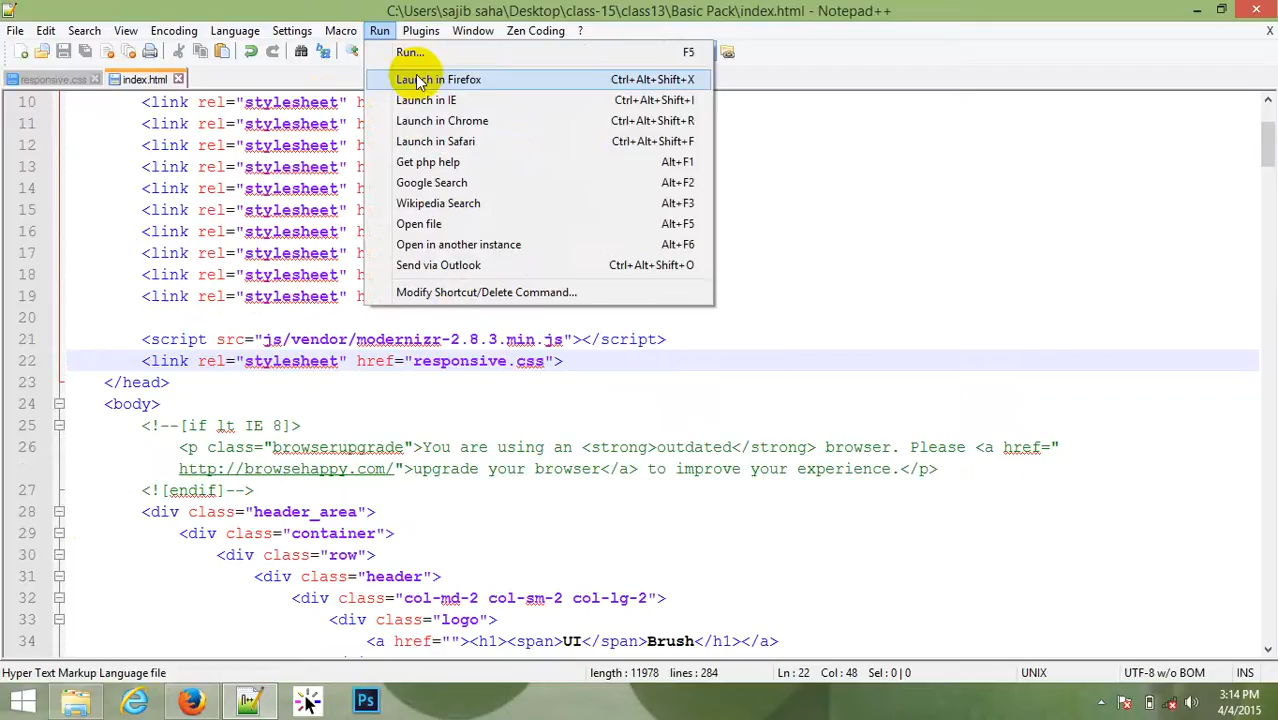 C:\Users\sajib saha\Desktop\class-15\class13\Basic Pack\index.html - Notepad++
File Edit Search View Encoding Language Settings Macro Run Plugins Window Zen Coding ? X
responsive.css index.html
Run... F5
Launch in Firefox Ctrl+Alt+Shift+X
Launch in IE Ctrl+Alt+Shift+I
Launch in Chrome Ctrl+Alt+Shift+R
Launch in Safari Ctrl+Alt+Shift+F
Get php help Alt+F1
Google Search Alt+F2
Wikipedia Search Alt+F3
Open file Alt+F5
Open in another instance Alt+F6
Send via Outlook Ctrl+Alt+Shift+O
Modify Shortcut/Delete Command...
10 <link rel="stylesheet" h
11 <link rel="stylesheet" h
12 <link rel="stylesheet" h
13 <link rel="stylesheet" h
14 <link rel="stylesheet" h
15 <link rel="stylesheet" h
16 <link rel="stylesheet" h
17 <link rel="stylesheet" h
18 <link rel="stylesheet" h
19 <link rel="stylesheet" h
20
21 <script src="js/vendor/modernizr-2.8.3.min.js"></script>
22 <link rel="stylesheet" href="responsive.css">
23 </head>
24 <body>
25 <!--[if lt IE 8]>
26 <p class="browserupgrade">You are using an <strong>outdated</strong> browser. Please <a href="
http://browsehappy.com/">upgrade your browser</a> to improve your experience.</p>
27 <![endif]-->
28 <div class="header_area">
29 <div class="container">
30 <div class="row">
31 <div class="header">
32 <div class="col-md-2 col-sm-2 col-lg-2">
33 <div class="logo">
34 <a href=""><h1><span>UI</span>Brush</h1></a>
Hyper Text Markup Language file length : 11978 lines : 284 Ln : 22 Col : 48 Sel : 0 | 0 UNIX UTF-8 w/o BOM INS
Ps
3:14 PM
4/4/2015